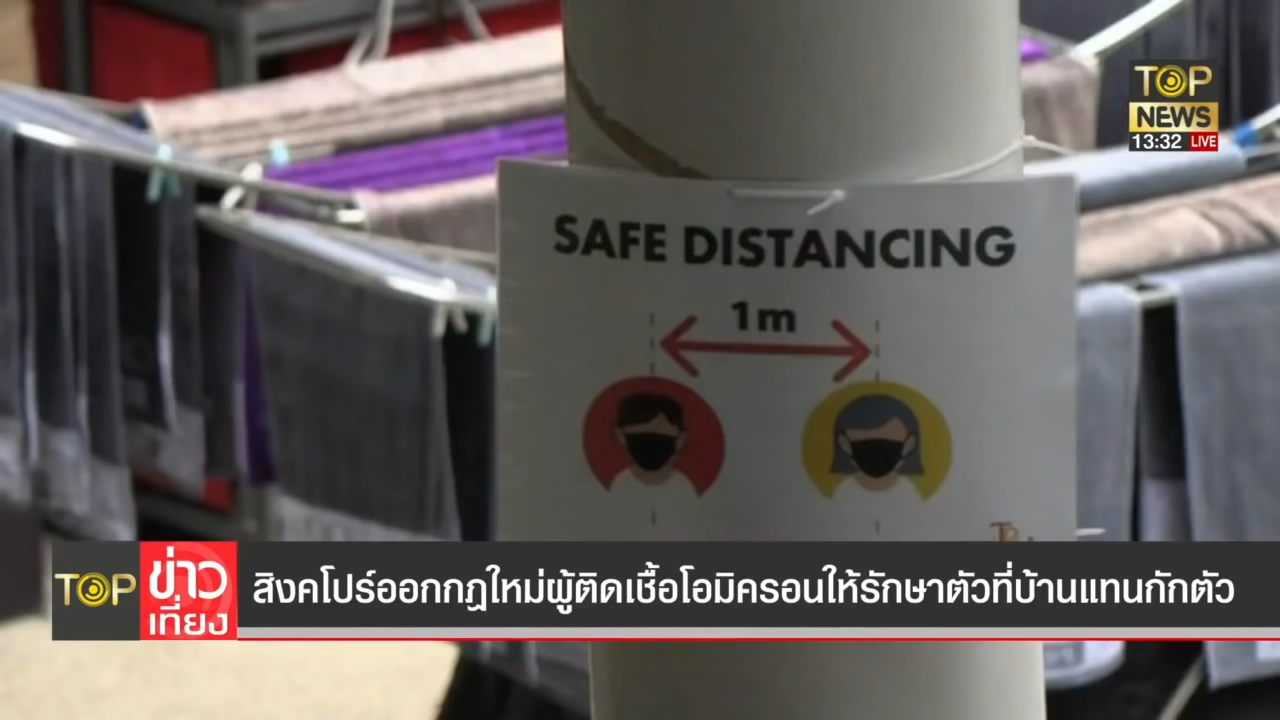 TOP
NEWS
13:32 LIVE
SAFE DISTANCING
1m
TOP
ข่าว
เที่ยง
สิงคโปร์ออกกฎใหม่ผู้ติดเชื้อโอมิครอนให้รักษาตัวที่บ้านแทนกักตัว